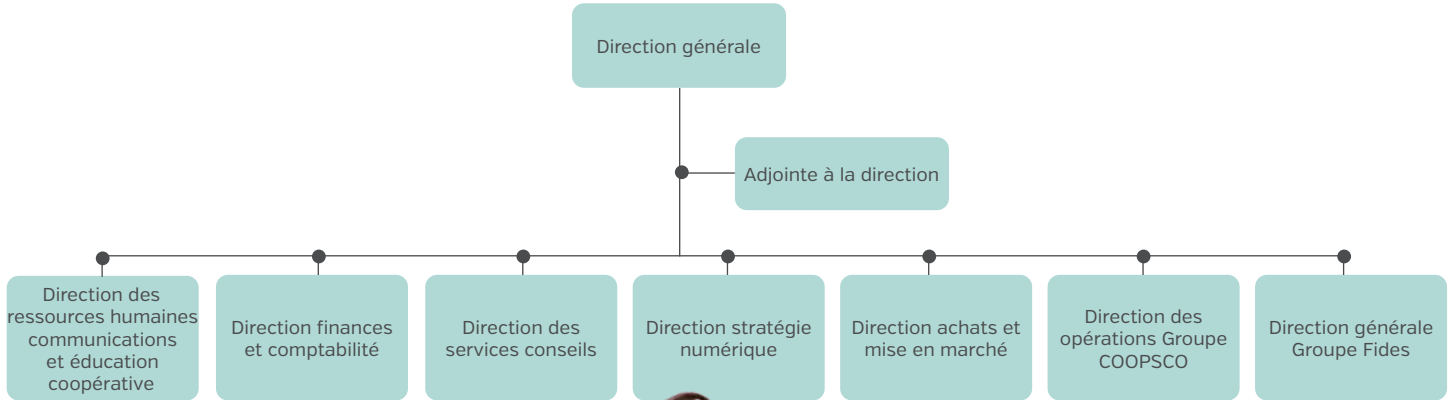 Direction générale
Adjointe à la direction
Direction des
ressources humaines
communications
et éducation
coopérative
Direction finances
et comptabilité
Direction des
services conseils
Direction stratégie
numérique
Direction achats et
mise en marché
Direction des
opérations Groupe
COOPSCO
Direction générale
Groupe Fides